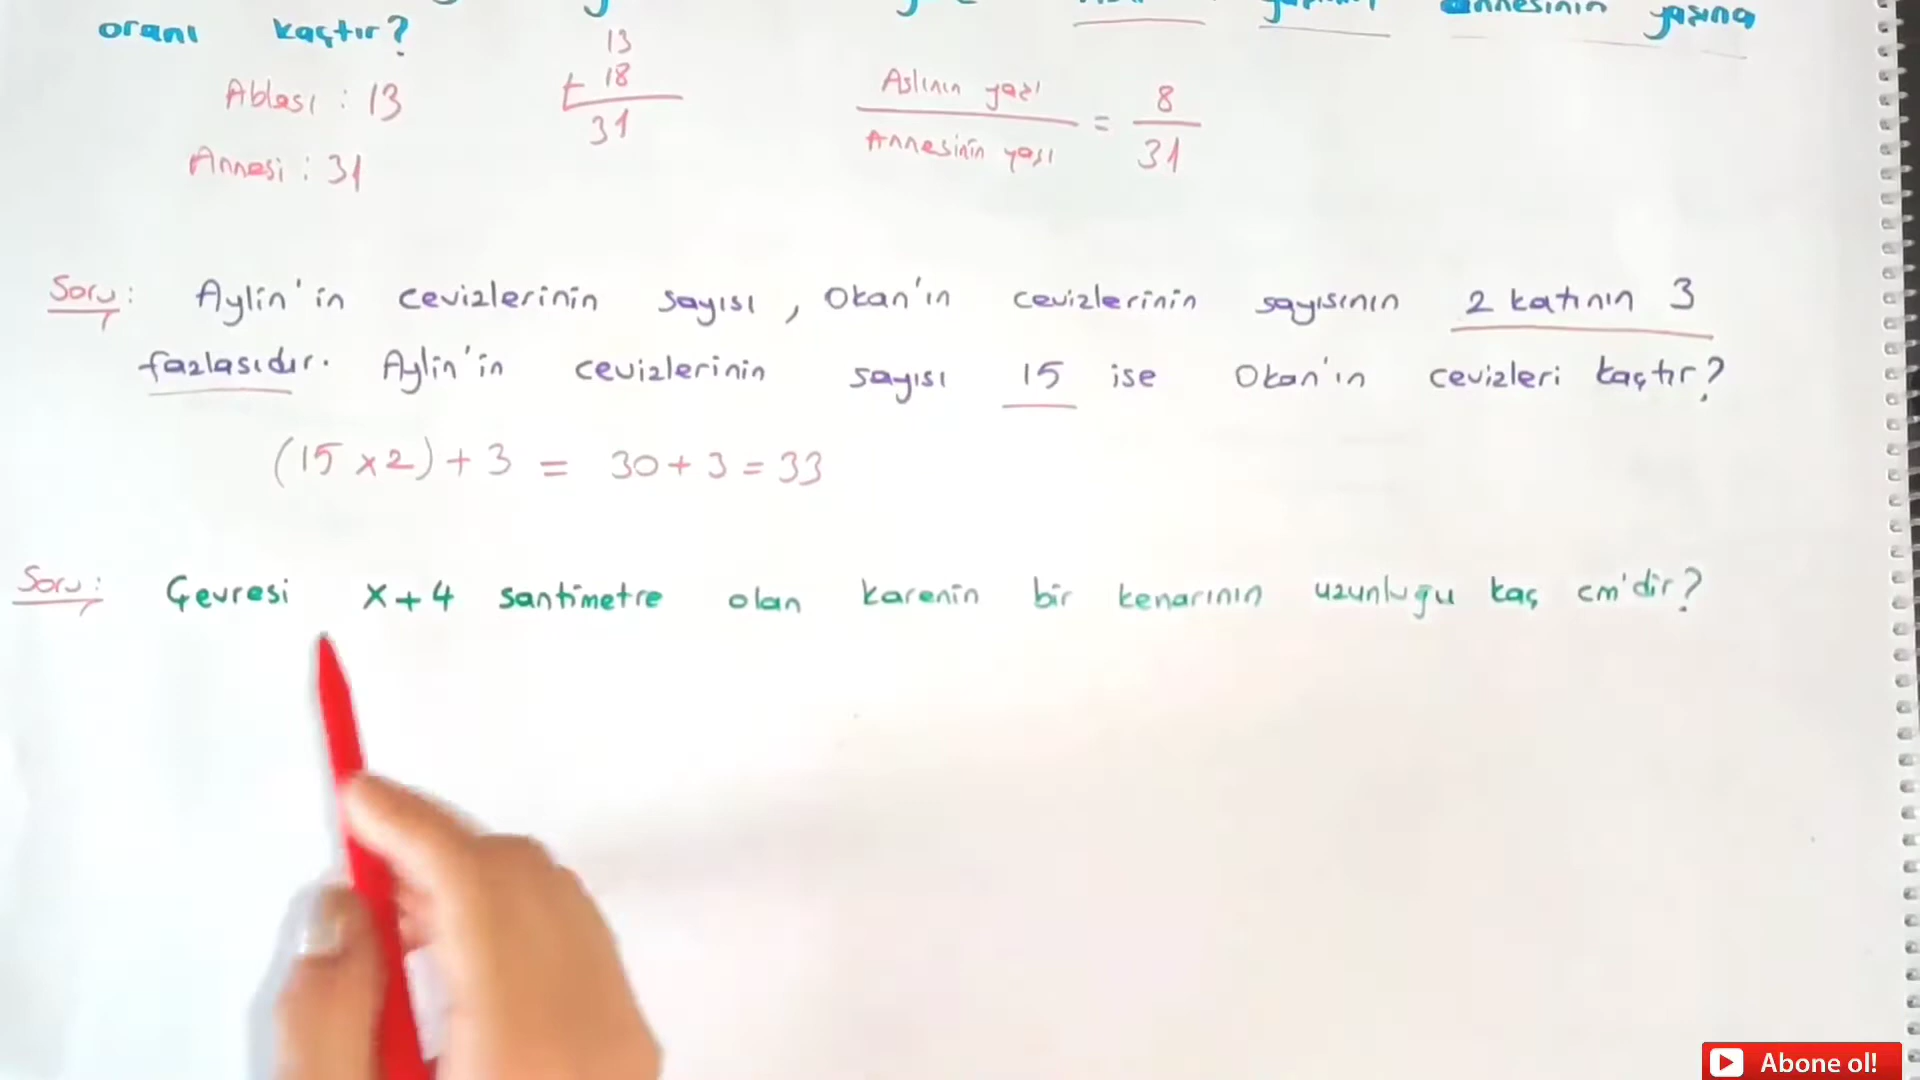 annesinin yaşına
oranı kaçtır?
Ablası : 13
Annesi : 31
13
+ 18
31
Aslının yaşı
Annesinin yaşı
= 8
31
Soru: Aylin'in cevizlerinin sayısı, Okan'ın cevizlerinin sayısının 2 katının 3
fazlasıdır. Aylin'in cevizlerinin sayısı 15 ise Okan'ın cevizleri kaçtır?
(15 x 2) + 3 = 30 + 3 = 33
Soru: Çevresi x + 4 santimetre olan karenin bir kenarının uzunluğu kaç cm'dir?
Abone ol!